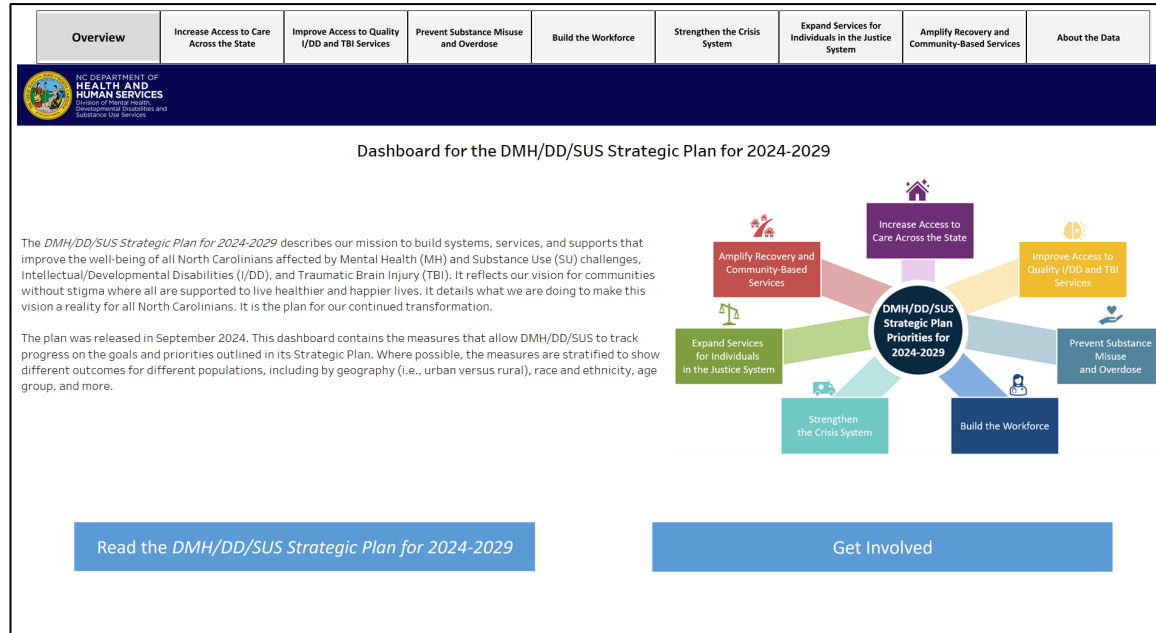 Overview
Increase Access to Care
Across the State
Improve Access to Quality
I/DD and TBI Services
Prevent Substance Misuse
and Overdose
Build the Workforce
Strengthen the Crisis
System
Expand Services for
Individuals in the Justice
System
Amplify Recovery and
Community-Based Services
About the Data
NC DEPARTMENT OF
HEALTH AND
HUMAN SERVICES
Division of Mental Health,
Developmental Disabilities and
Substance Use Services
Dashboard for the DMH/DD/SUS Strategic Plan for 2024-2029
The DMH/DD/SUS Strategic Plan for 2024-2029 describes our mission to build systems, services, and supports that
improve the well-being of all North Carolinians affected by Mental Health (MH) and Substance Use (SU) challenges,
Intellectual/Developmental Disabilities (I/DD), and Traumatic Brain Injury (TBI). It reflects our vision for communities
without stigma where all are supported to live healthier and happier lives. It details what we are doing to make this
vision a reality for all North Carolinians. It is the plan for our continued transformation.
The plan was released in September 2024. This dashboard contains the measures that allow DMH/DD/SUS to track
progress on the goals and priorities outlined in its Strategic Plan. Where possible, the measures are stratified to show
different outcomes for different populations, including by geography (i.e., urban versus rural), race and ethnicity, age
group, and more.
Increase Access to
Care Across the State
Amplify Recovery and
Community-Based
Services
Improve Access to
Quality I/DD and TBI
Services
DMH/DD/SUS
Strategic Plan
Priorities for
2024-2029
Expand Services
for Individuals
in the Justice System
Prevent Substance
Misuse
and Overdose
Strengthen
the Crisis System
Build the Workforce
Read the DMH/DD/SUS Strategic Plan for 2024-2029
Get Involved